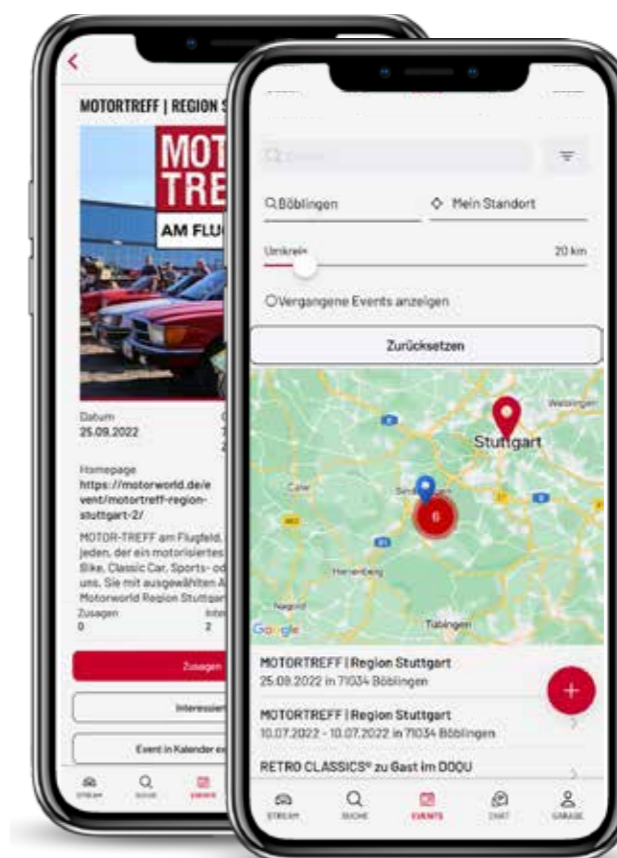 MOTORTREFF | REGION S
MOT
TRE
AM FLUG
Datum
25.09.2022
Homepage
https://motorworld.de/e
vent/motortreff-region-
stuttgart-2/
MOTOR-TREFF am Flugfeld.
jeden, der ein motorisiertes
Bike, Classic Car, Sports- od
uns, Sie mit ausgewählten A
Motorworld Region Stuttgar
Zusagen
0
2
Zusagen
Interessiert
Event in Kalender ex
STREAM
SUCHE
EVENTS
Böblingen
Mein Standort
Umkreis
20 km
Vergangene Events anzeigen
Zurücksetzen
Waiblingen
Stuttgart
Calw
6
Herrenberg
Nagold
Tübingen
Google
MOTORTREFF | Region Stuttgart
25.09.2022 in 71034 Böblingen
MOTORTREFF | Region Stuttgart
10.07.2022 - 10.07.2022 in 71034 Böblingen
RETRO CLASSICS® zu Gast im DOQU
STREAM
SUCHE
EVENTS
CHAT
GARAGE